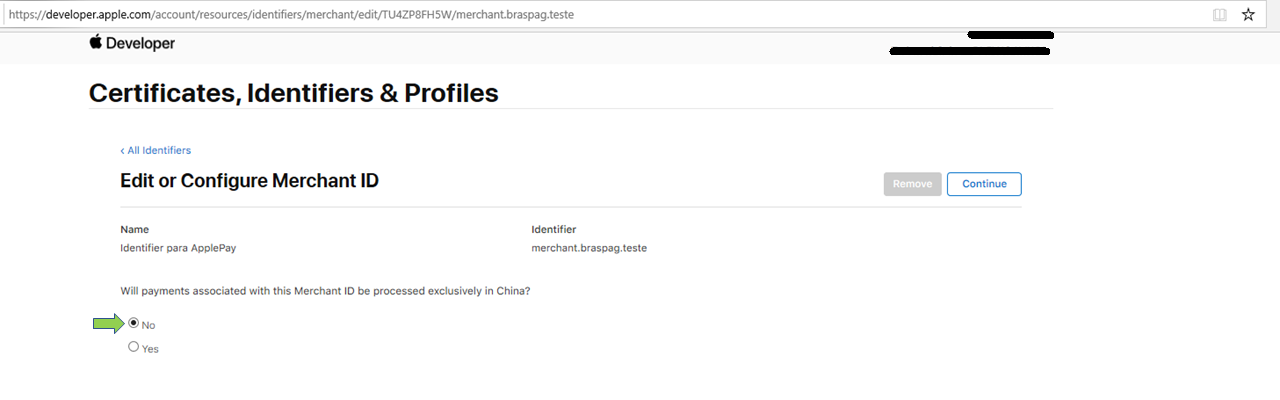 https://developer.apple.com/account/resources/identifiers/merchant/edit/TU4ZP8FH5W/merchant.braspag.teste
Developer
Certificates, Identifiers & Profiles
‹ All Identifiers
Edit or Configure Merchant ID
Remove
Continue
Name
Identifier
Identifier para ApplePay
merchant.braspag.teste
Will payments associated with this Merchant ID be processed exclusively in China?
No
Yes